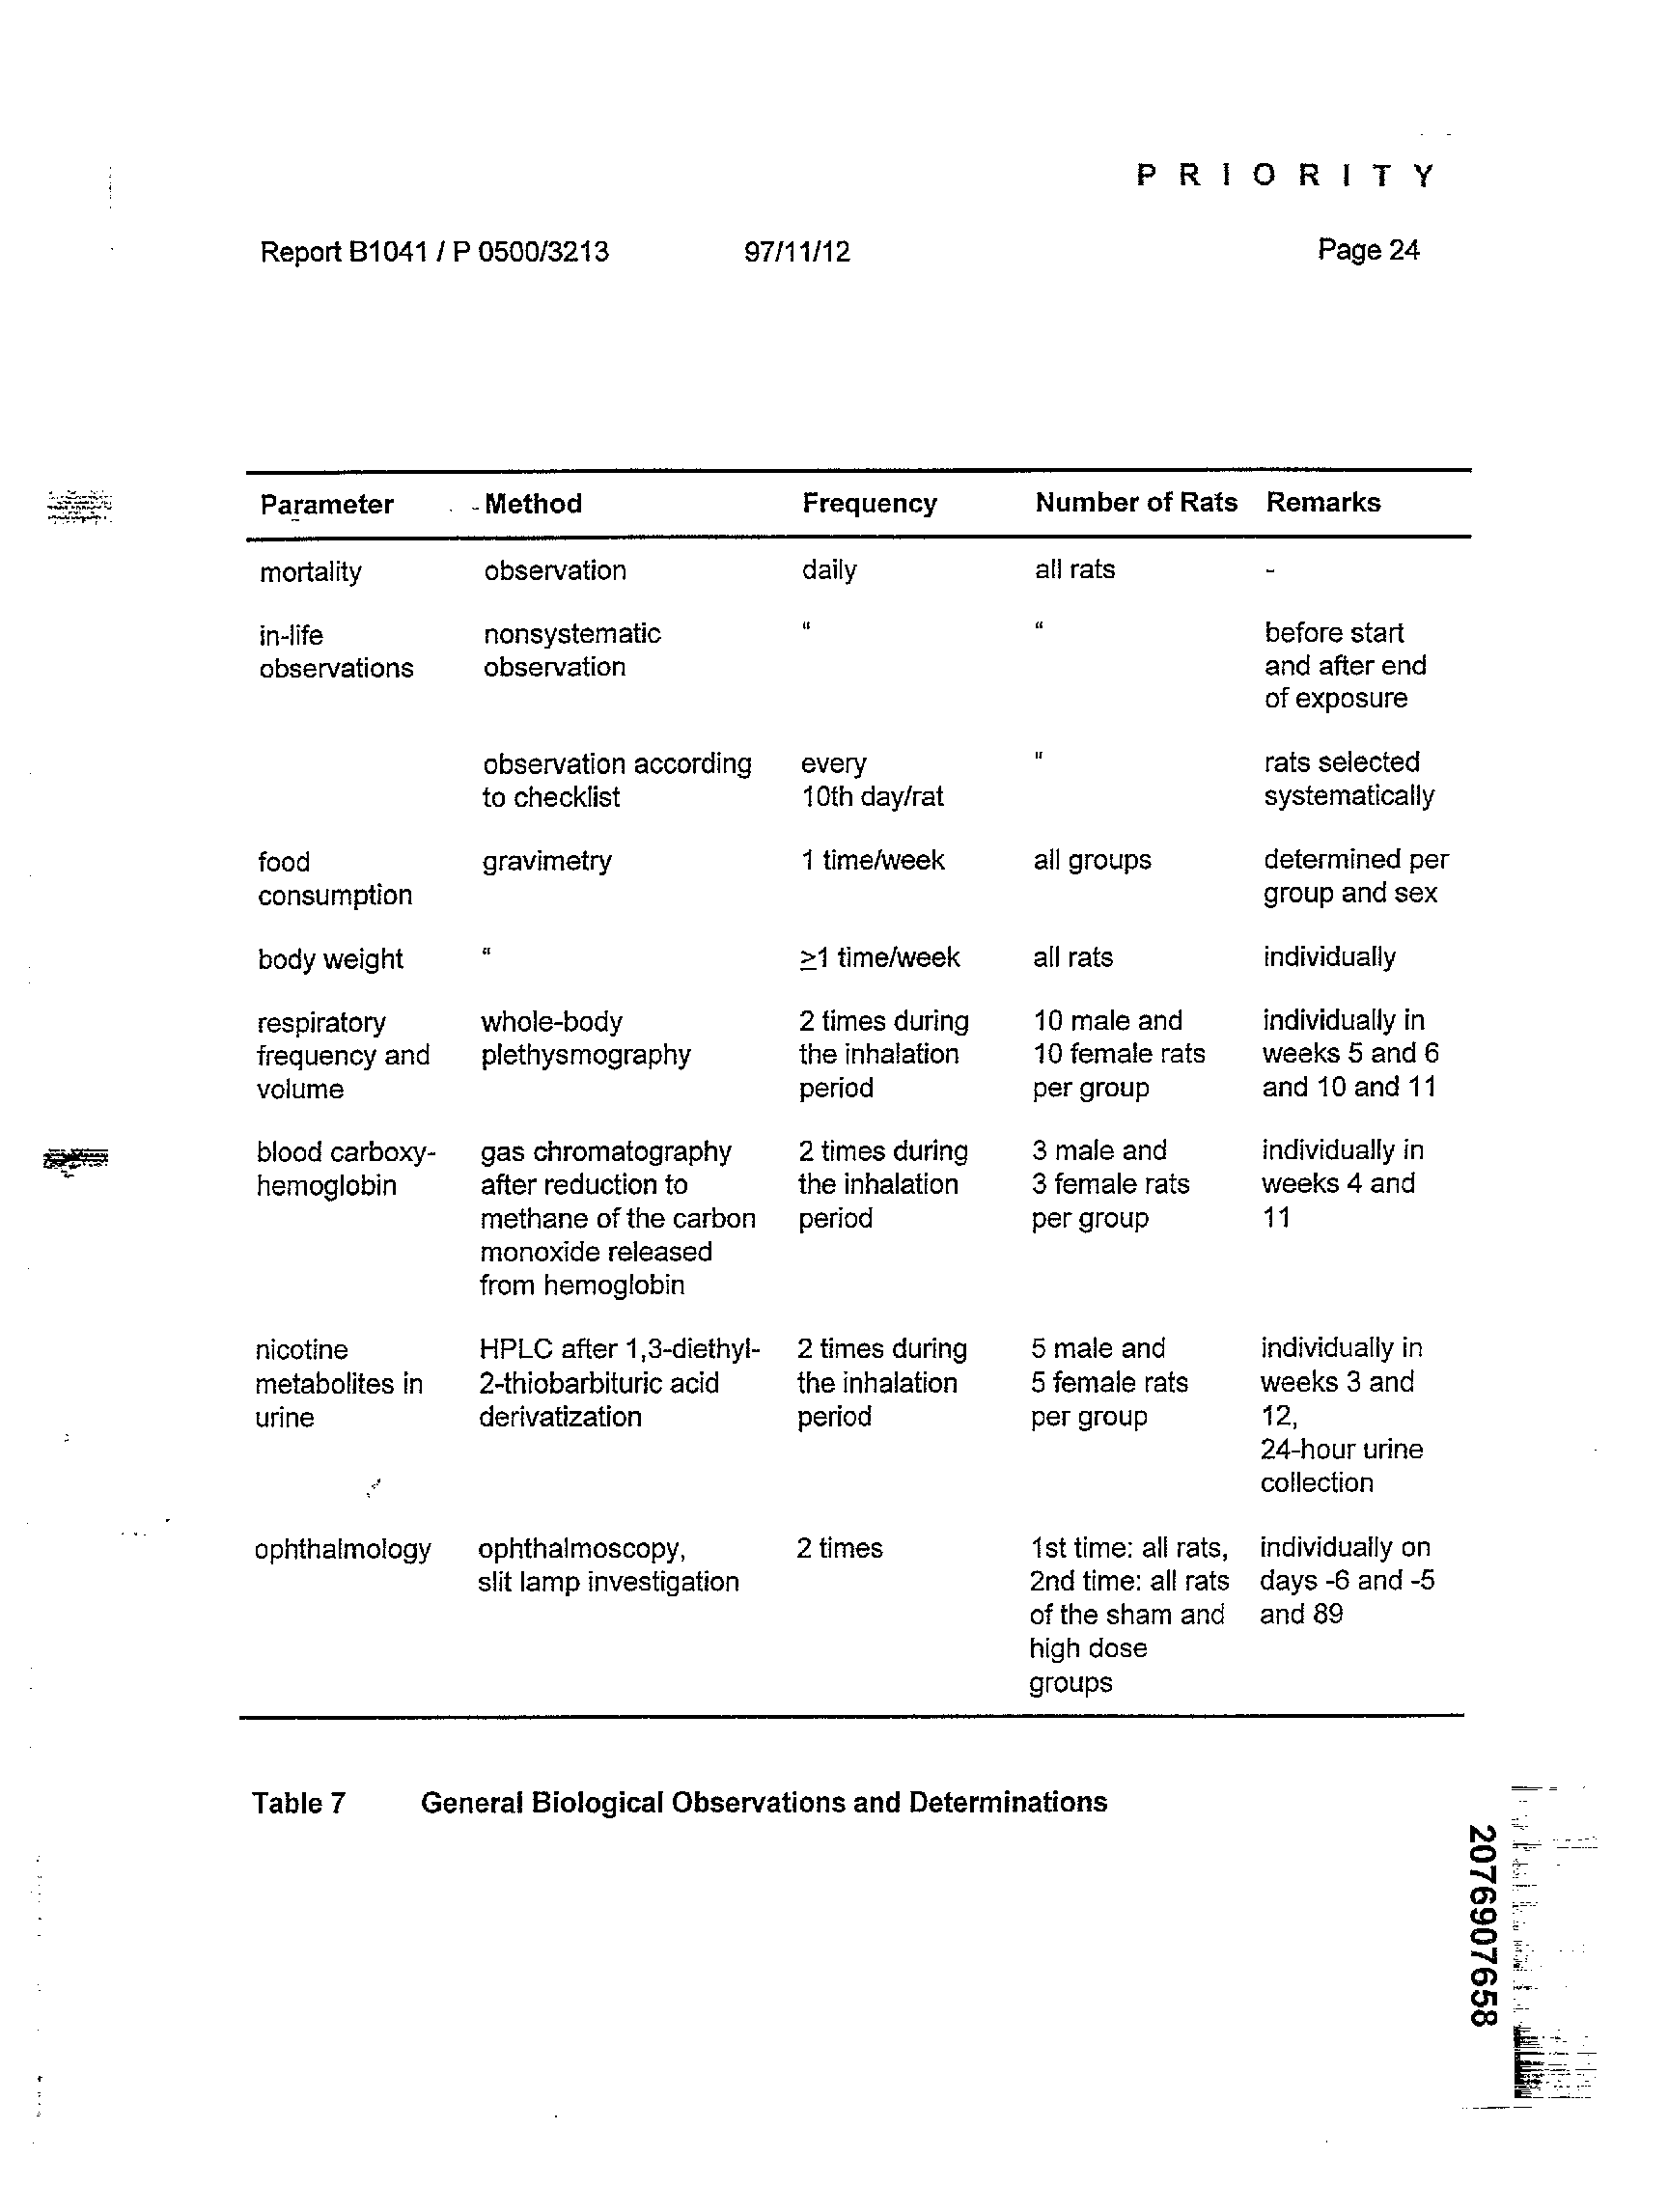 P R I O R I T Y
Report B1041 / P 0500/3213 97/11/12 Page 24
Parameter Method Frequency Number of Rats Remarks
mortality observation daily all rats -
in-life nonsystematic “ “ before start
observations observation and after end
of exposure
observation according every " rats selected
to checklist 10th day/rat systematically
food gravimetry 1 time/week all groups determined per
consumption group and sex
body weight “ ≥1 time/week all rats individually
respiratory whole-body 2 times during 10 male and individually in
frequency and plethysmography the inhalation 10 female rats weeks 5 and 6
volume period per group and 10 and 11
blood carboxy- gas chromatography 2 times during 3 male and individually in
hemoglobin after reduction to the inhalation 3 female rats weeks 4 and
methane of the carbon period per group 11
monoxide released
from hemoglobin
nicotine HPLC after 1,3-diethyl- 2 times during 5 male and individually in
metabolites in 2-thiobarbituric acid the inhalation 5 female rats weeks 3 and
urine derivatization period per group 12,
24-hour urine
collection
ophthalmology ophthalmoscopy, 2 times 1st time: all rats, individually on
slit lamp investigation 2nd time: all rats days -6 and -5
of the sham and and 89
high dose
groups
Table 7 General Biological Observations and Determinations
2076907658